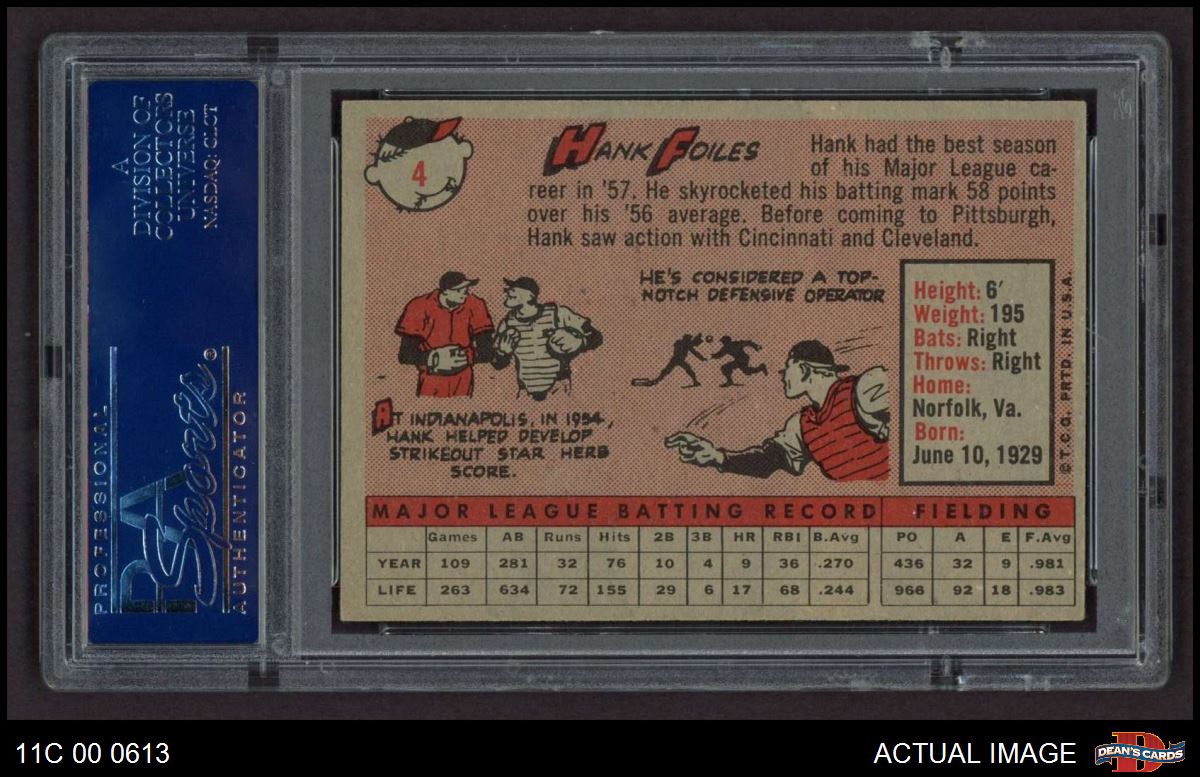 A
DIVISION OF
COLLECTORS
UNIVERSE
NASDAQ: CLCT
PROFESSIONAL
PSA
Sports®
AUTHENTICATOR
4
HANK FOILES
Hank had the best season
of his Major League ca-
reer in '57. He skyrocketed his batting mark 58 points
over his '56 average. Before coming to Pittsburgh,
Hank saw action with Cincinnati and Cleveland.
HE'S CONSIDERED A TOP-
NOTCH DEFENSIVE OPERATOR
AT INDIANAPOLIS, IN 1954,
HANK HELPED DEVELOP
STRIKEOUT STAR HERB
SCORE.
Height: 6'
Weight: 195
Bats: Right
Throws: Right
Home:
Norfolk, Va.
Born:
June 10, 1929
©T.C.G. PRTD. IN U.S.A.
MAJOR LEAGUE BATTING RECORD FIELDING
Games AB Runs Hits 2B 3B HR RBI B.Avg PO A E F.Avg
YEAR 109 281 32 76 10 4 9 36 .270 436 32 9 .981
LIFE 263 634 72 155 29 6 17 68 .244 966 92 18 .983
11C 00 0613
ACTUAL IMAGE
DEAN'S CARDS